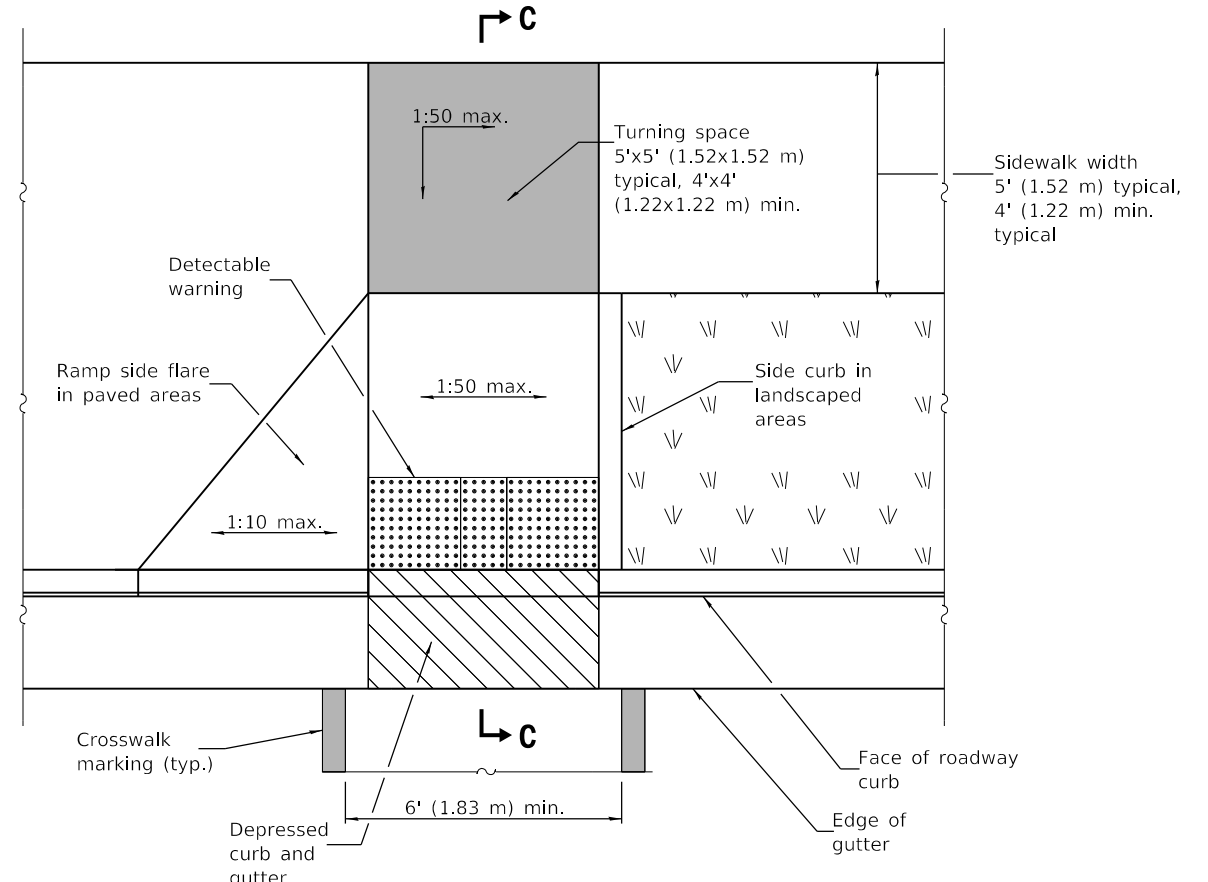 C
1:50 max.
Turning space
5'x5' (1.52x1.52 m)
typical, 4'x4'
(1.22x1.22 m) min.
Sidewalk width
5' (1.52 m) typical,
4' (1.22 m) min.
typical
Detectable
warning
Ramp side flare
in paved areas
1:50 max.
Side curb in
landscaped
areas
1:10 max.
C
Crosswalk
marking (typ.)
Face of roadway
curb
6' (1.83 m) min.
Edge of
gutter
Depressed
curb and
gutter